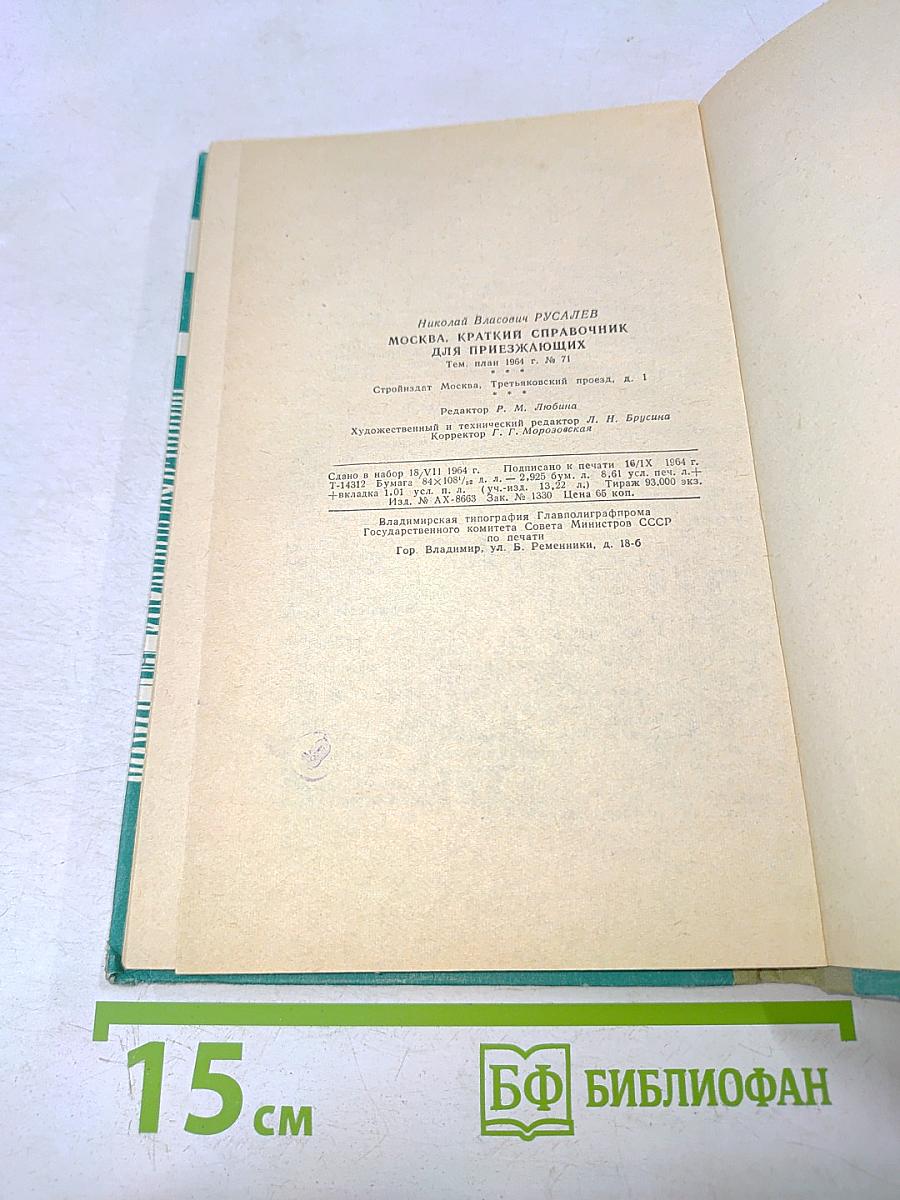 Николай Власович РУСАЛЕВ
МОСКВА. КРАТКИЙ СПРАВОЧНИК
ДЛЯ ПРИЕЗЖАЮЩИХ
Тем. план 1964 г. № 71
* * *
Стройиздат Москва, Третьяковский проезд, д. 1
* * *
Редактор Р. М. Любина
Художественный и технический редактор Л. Н. Брусина
Корректор Г. Г. Морозовская
Сдано в набор 18/VII 1964 г. Подписано к печати 16/IX 1964 г.
Т-14312 Бумага 84×108¹/₃₂ д. л. — 2,925 бум. л. 8,61 усл. печ. л.+
+вкладка 1,01 усл. п. л. (уч.-изд. 13,22 л.) Тираж 93,000 экз.
Изд. № АХ-8663 Зак. № 1330 Цена 65 коп.
Владимирская типография Главполиграфпрома
Государственного комитета Совета Министров СССР
по печати
Гор. Владимир, ул. Б. Ременники, д. 18-б
15 см
БФ БИБЛИОФАН